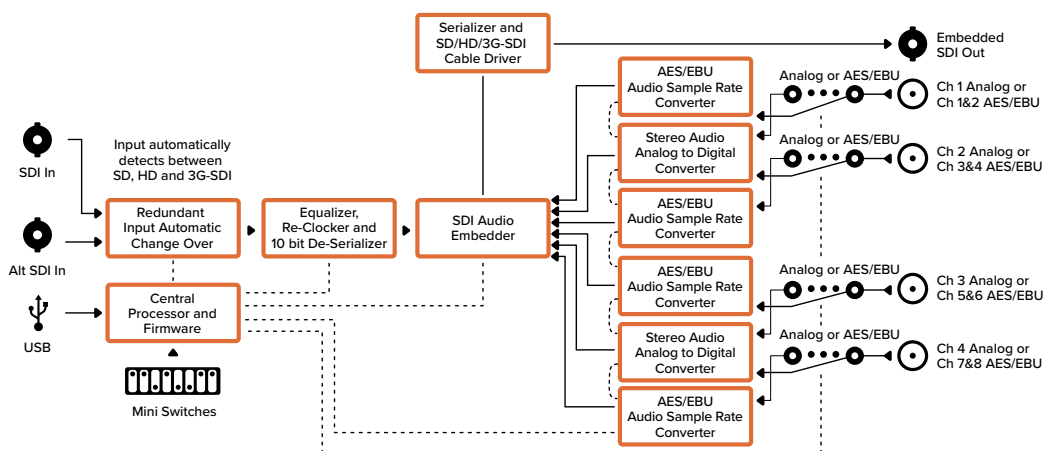 Serializer and
SD/HD/3G-SDI
Cable Driver
Embedded
SDI Out
AES/EBU
Audio Sample Rate
Converter
Analog or AES/EBU
Ch 1 Analog or
Ch 1&2 AES/EBU
Stereo Audio
Analog to Digital
Converter
Analog or AES/EBU
Ch 2 Analog or
Ch 3&4 AES/EBU
SDI In
Input automatically
detects between
SD, HD and 3G-SDI
Alt SDI In
Redundant
Input Automatic
Change Over
Equalizer,
Re-Clocker and
10 bit De-Serializer
SDI Audio
Embedder
AES/EBU
Audio Sample Rate
Converter
USB
Central
Processor and
Firmware
Mini Switches
AES/EBU
Audio Sample Rate
Converter
Analog or AES/EBU
Ch 3 Analog or
Ch 5&6 AES/EBU
Stereo Audio
Analog to Digital
Converter
Analog or AES/EBU
Ch 4 Analog or
Ch 7&8 AES/EBU
AES/EBU
Audio Sample Rate
Converter